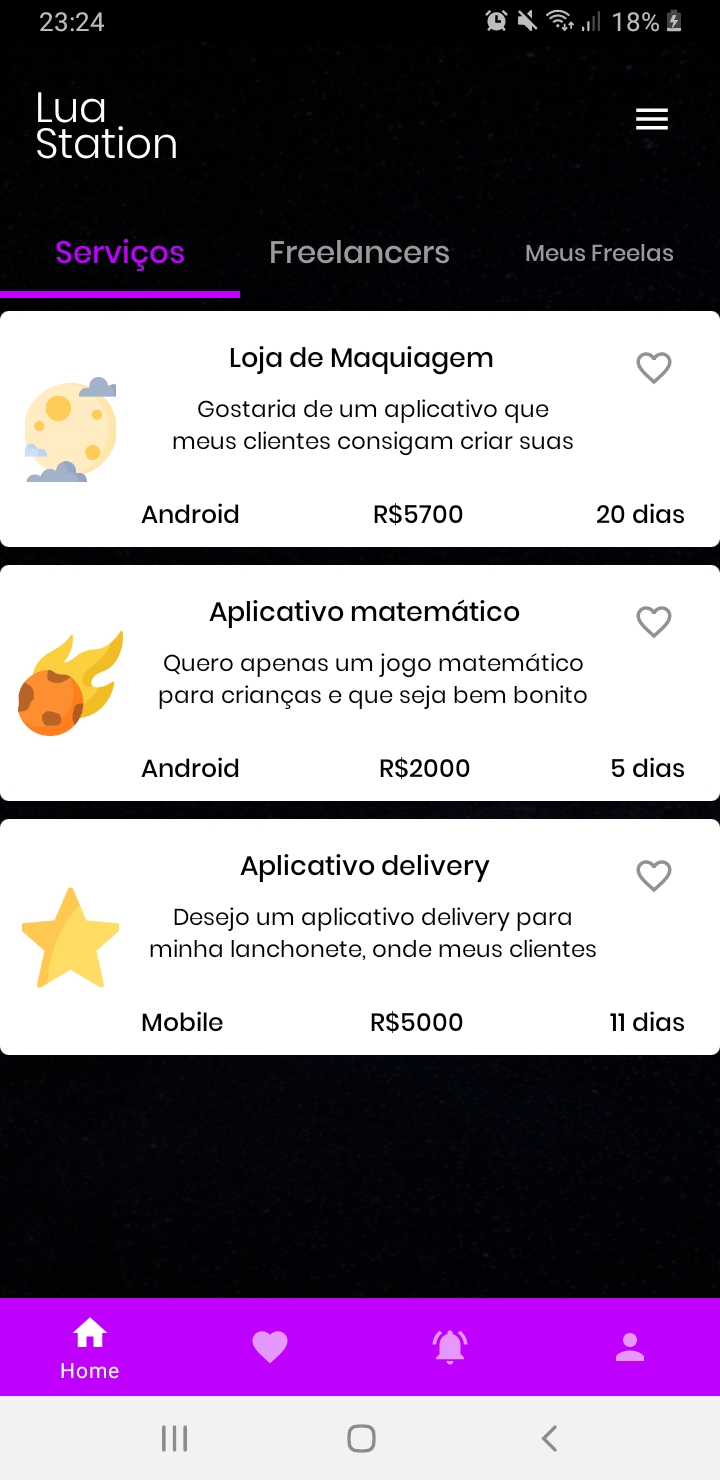 23:24
18%
Lua
Station
Serviços
Freelancers
Meus Freelas
Loja de Maquiagem
Gostaria de um aplicativo que
meus clientes consigam criar suas
Android R$5700 20 dias
Aplicativo matemático
Quero apenas um jogo matemático
para crianças e que seja bem bonito
Android R$2000 5 dias
Aplicativo delivery
Desejo um aplicativo delivery para
minha lanchonete, onde meus clientes
Mobile R$5000 11 dias
Home